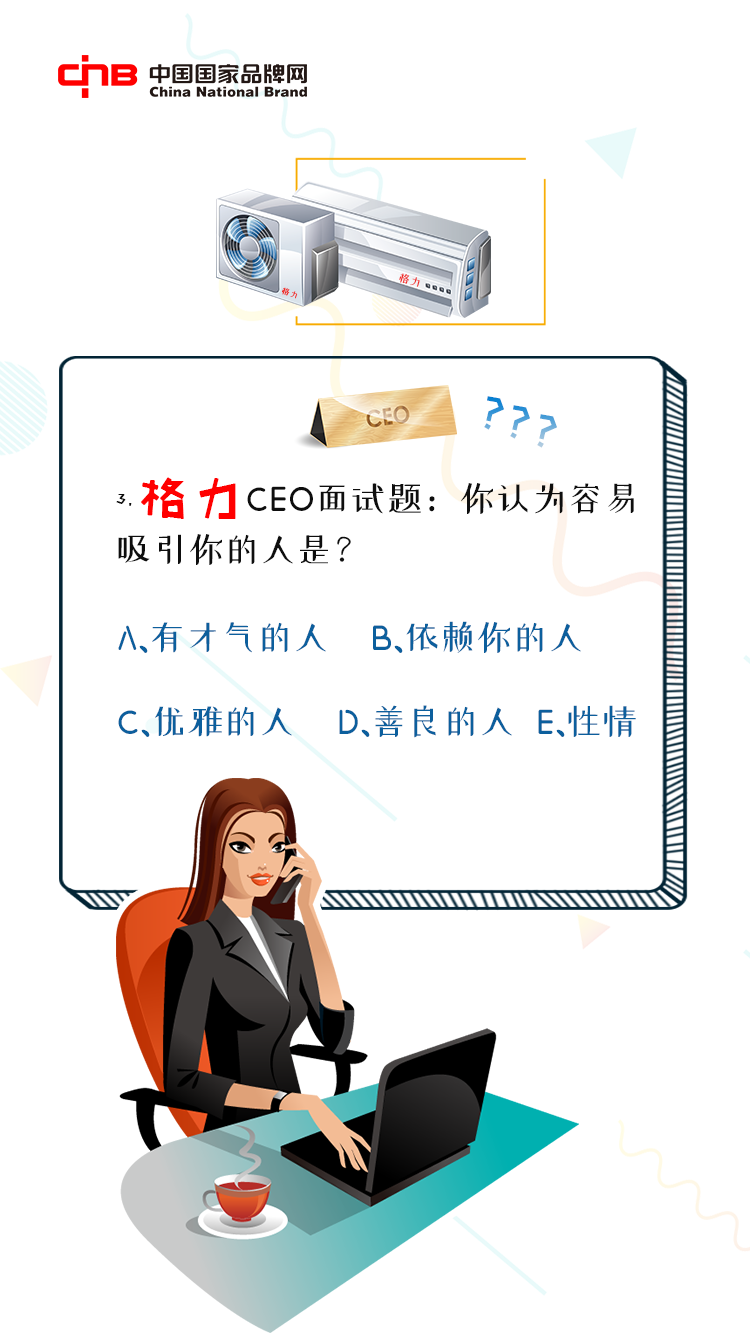 CNB 中国国家品牌网
China National Brand
格力
格力
CEO
???
3. 格力CEO面试题：你认为容易
吸引你的人是？
A、有才气的人 B、依赖你的人
C、优雅的人 D、善良的人 E、性情